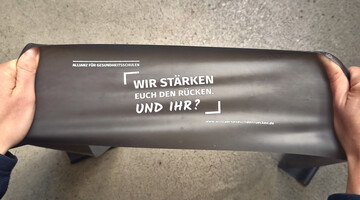 ALLIANZ FÜR GESUNDHEITSSCHULEN
WIR STÄRKEN
EUCH DEN RÜCKEN.
UND IHR?